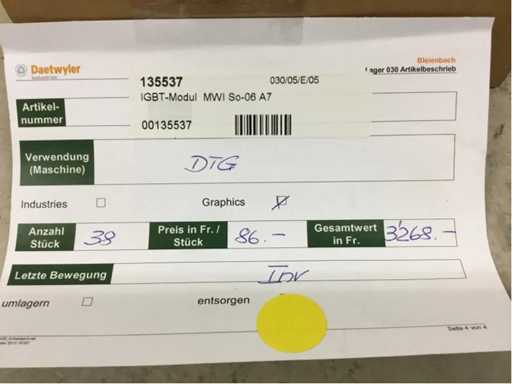 Bleienbach
Daetwyler
Lager 030 Artikelbeschrieb
135537 030/05/E/05
IGBT-Modul MWI So-06 A7
Artikel-
nummer
00135537
Verwendung
(Maschine)
DTG
Industries Graphics
Anzahl
Stück
38
Preis in Fr. /
Stück
86.-
Gesamtwert
in Fr.
3'268.-
Letzte Bewegung
Inv
umlagern entsorgen
Seite 4 von 4